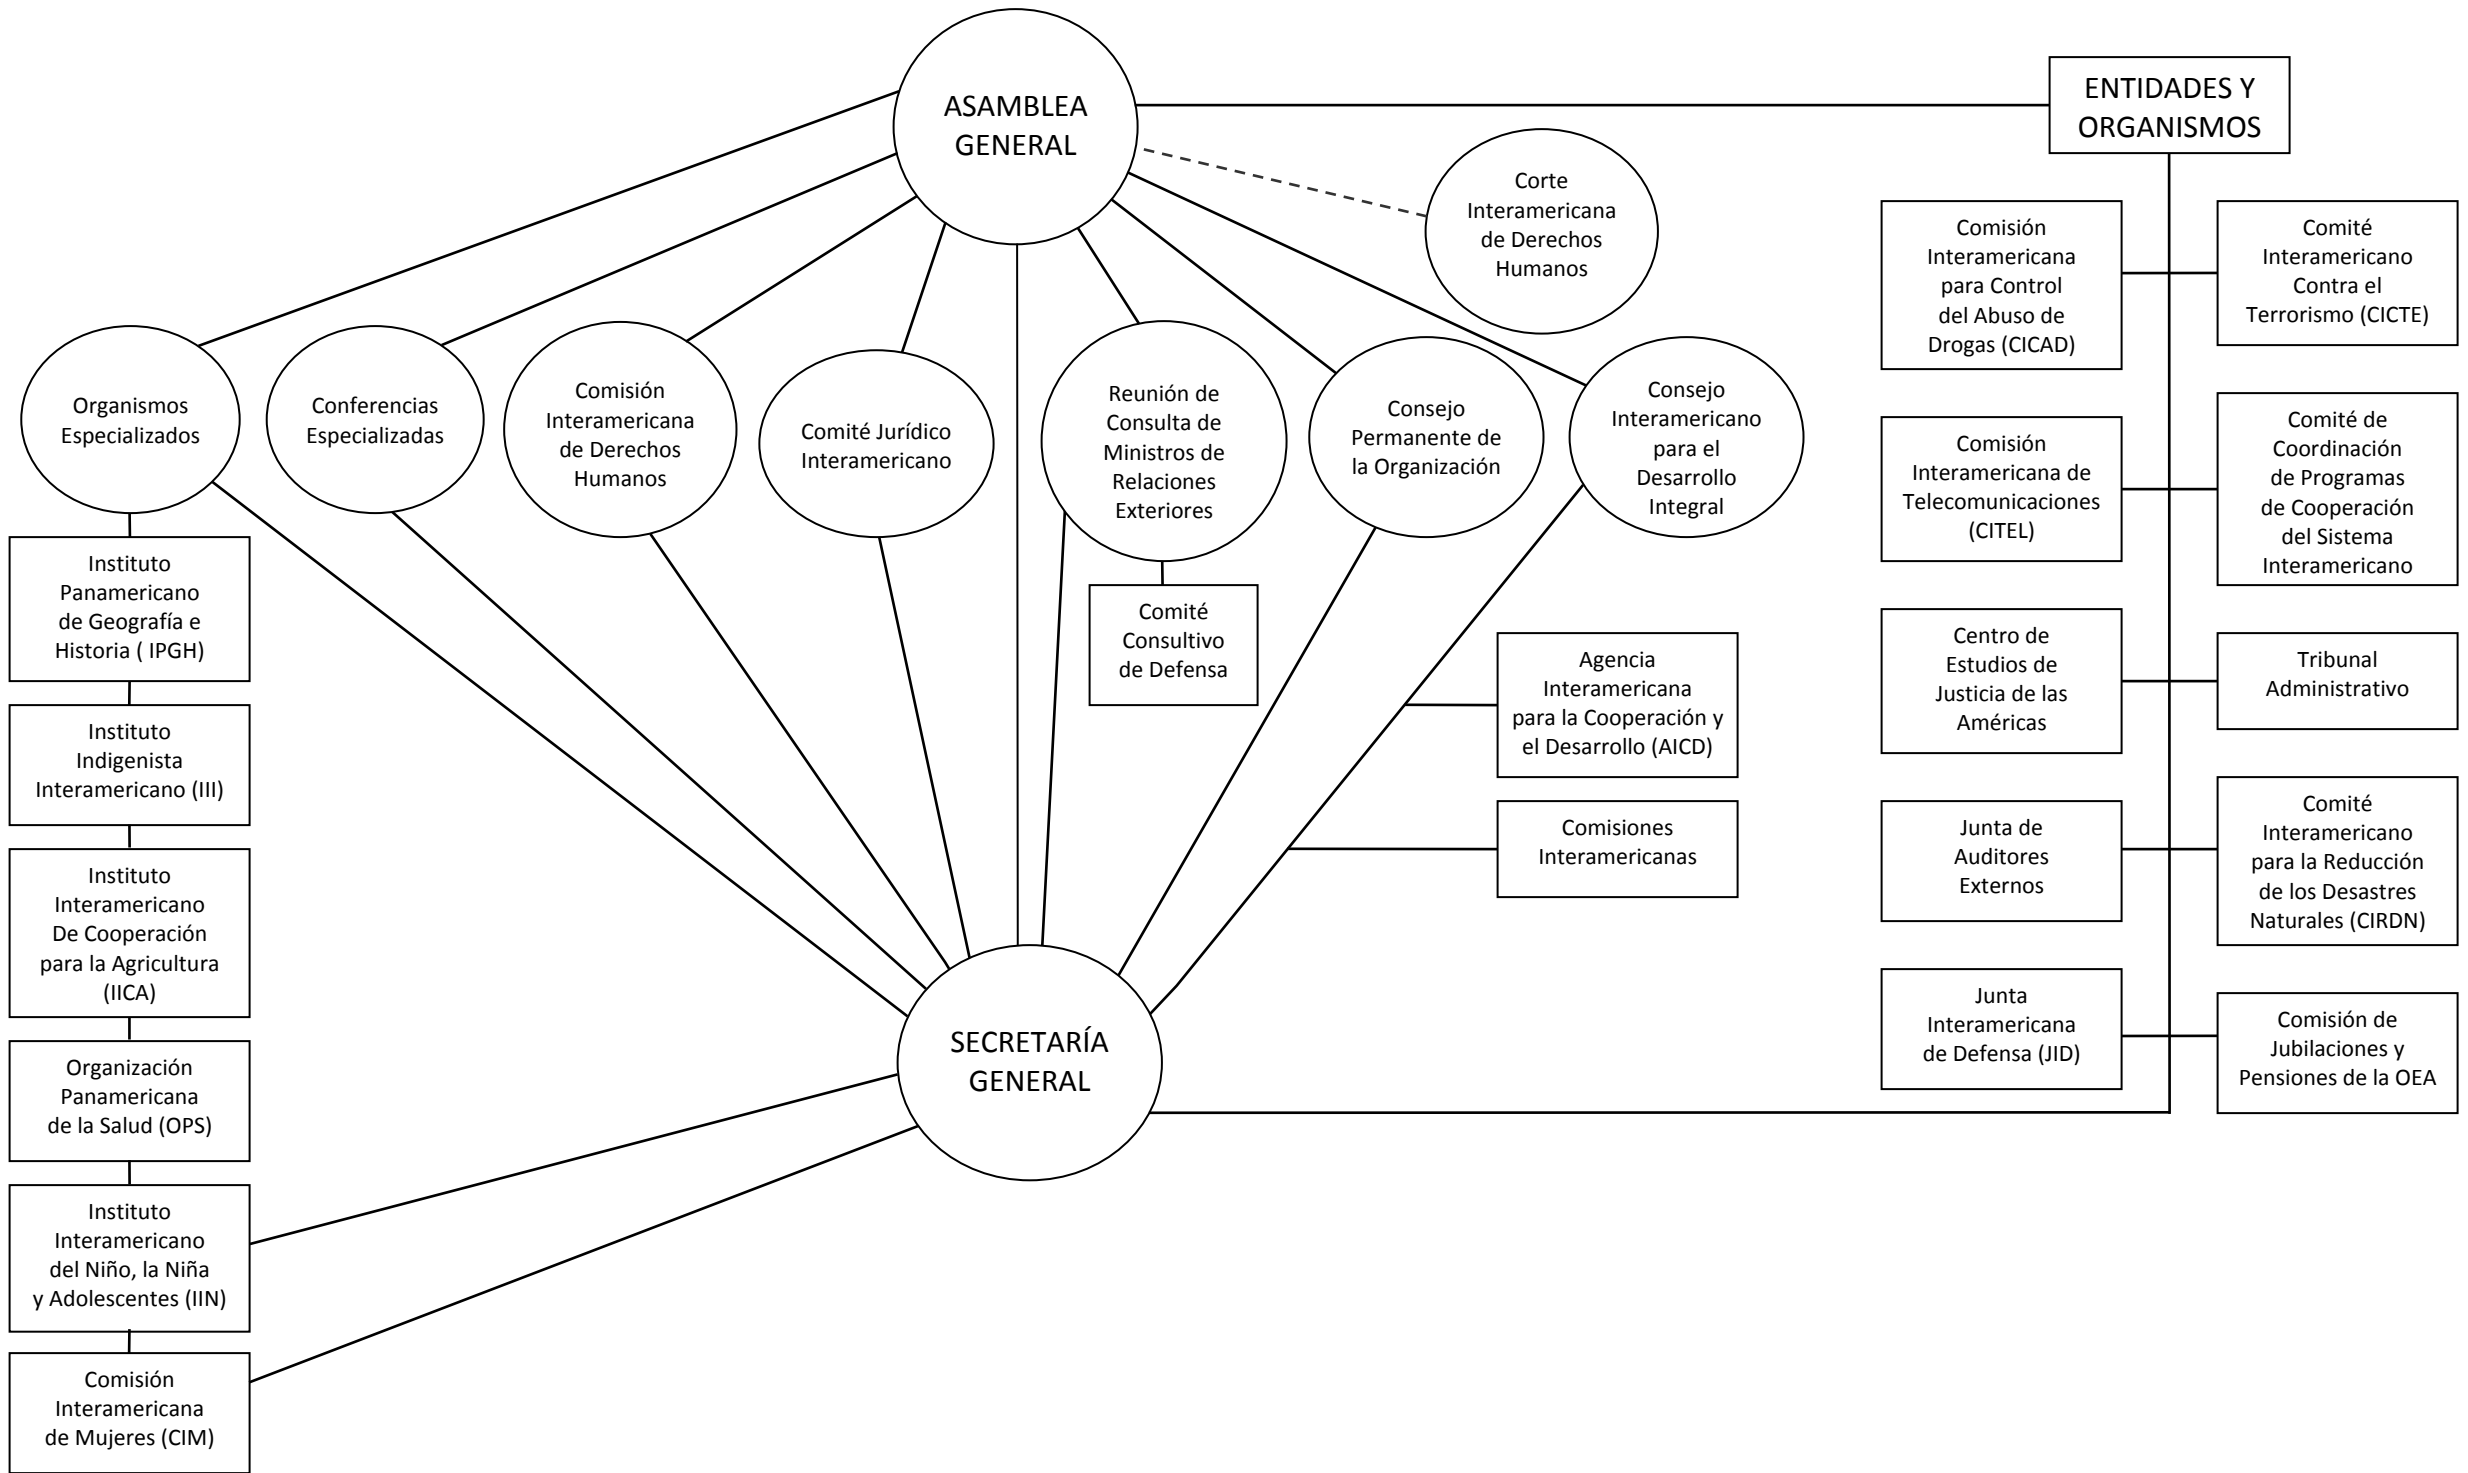 ASAMBLEA
GENERAL
ENTIDADES Y
ORGANISMOS
Corte
Interamericana
de Derechos
Humanos
Organismos
Especializados
Conferencias
Especializadas
Comisión
Interamericana
de Derechos
Humanos
Comité Jurídico
Interamericano
Reunión de
Consulta de
Ministros de
Relaciones
Exteriores
Consejo
Permanente de
la Organización
Consejo
Interamericano
para el
Desarrollo
Integral
Instituto
Panamericano
de Geografía e
Historia ( IPGH)
Instituto
Indigenista
Interamericano (III)
Instituto
Interamericano
De Cooperación
para la Agricultura
(IICA)
Organización
Panamericana
de la Salud (OPS)
Instituto
Interamericano
del Niño, la Niña
y Adolescentes (IIN)
Comisión
Interamericana
de Mujeres (CIM)
Comité
Consultivo
de Defensa
Agencia
Interamericana
para la Cooperación y
el Desarrollo (AICD)
Comisiones
Interamericanas
SECRETARÍA
GENERAL
Comisión
Interamericana
para Control
del Abuso de
Drogas (CICAD)
Comité
Interamericano
Contra el
Terrorismo (CICTE)
Comisión
Interamericana de
Telecomunicaciones
(CITEL)
Comité de
Coordinación
de Programas
de Cooperación
del Sistema
Interamericano
Centro de
Estudios de
Justicia de las
Américas
Tribunal
Administrativo
Junta de
Auditores
Externos
Comité
Interamericano
para la Reducción
de los Desastres
Naturales (CIRDN)
Junta
Interamericana
de Defensa (JID)
Comisión de
Jubilaciones y
Pensiones de la OEA